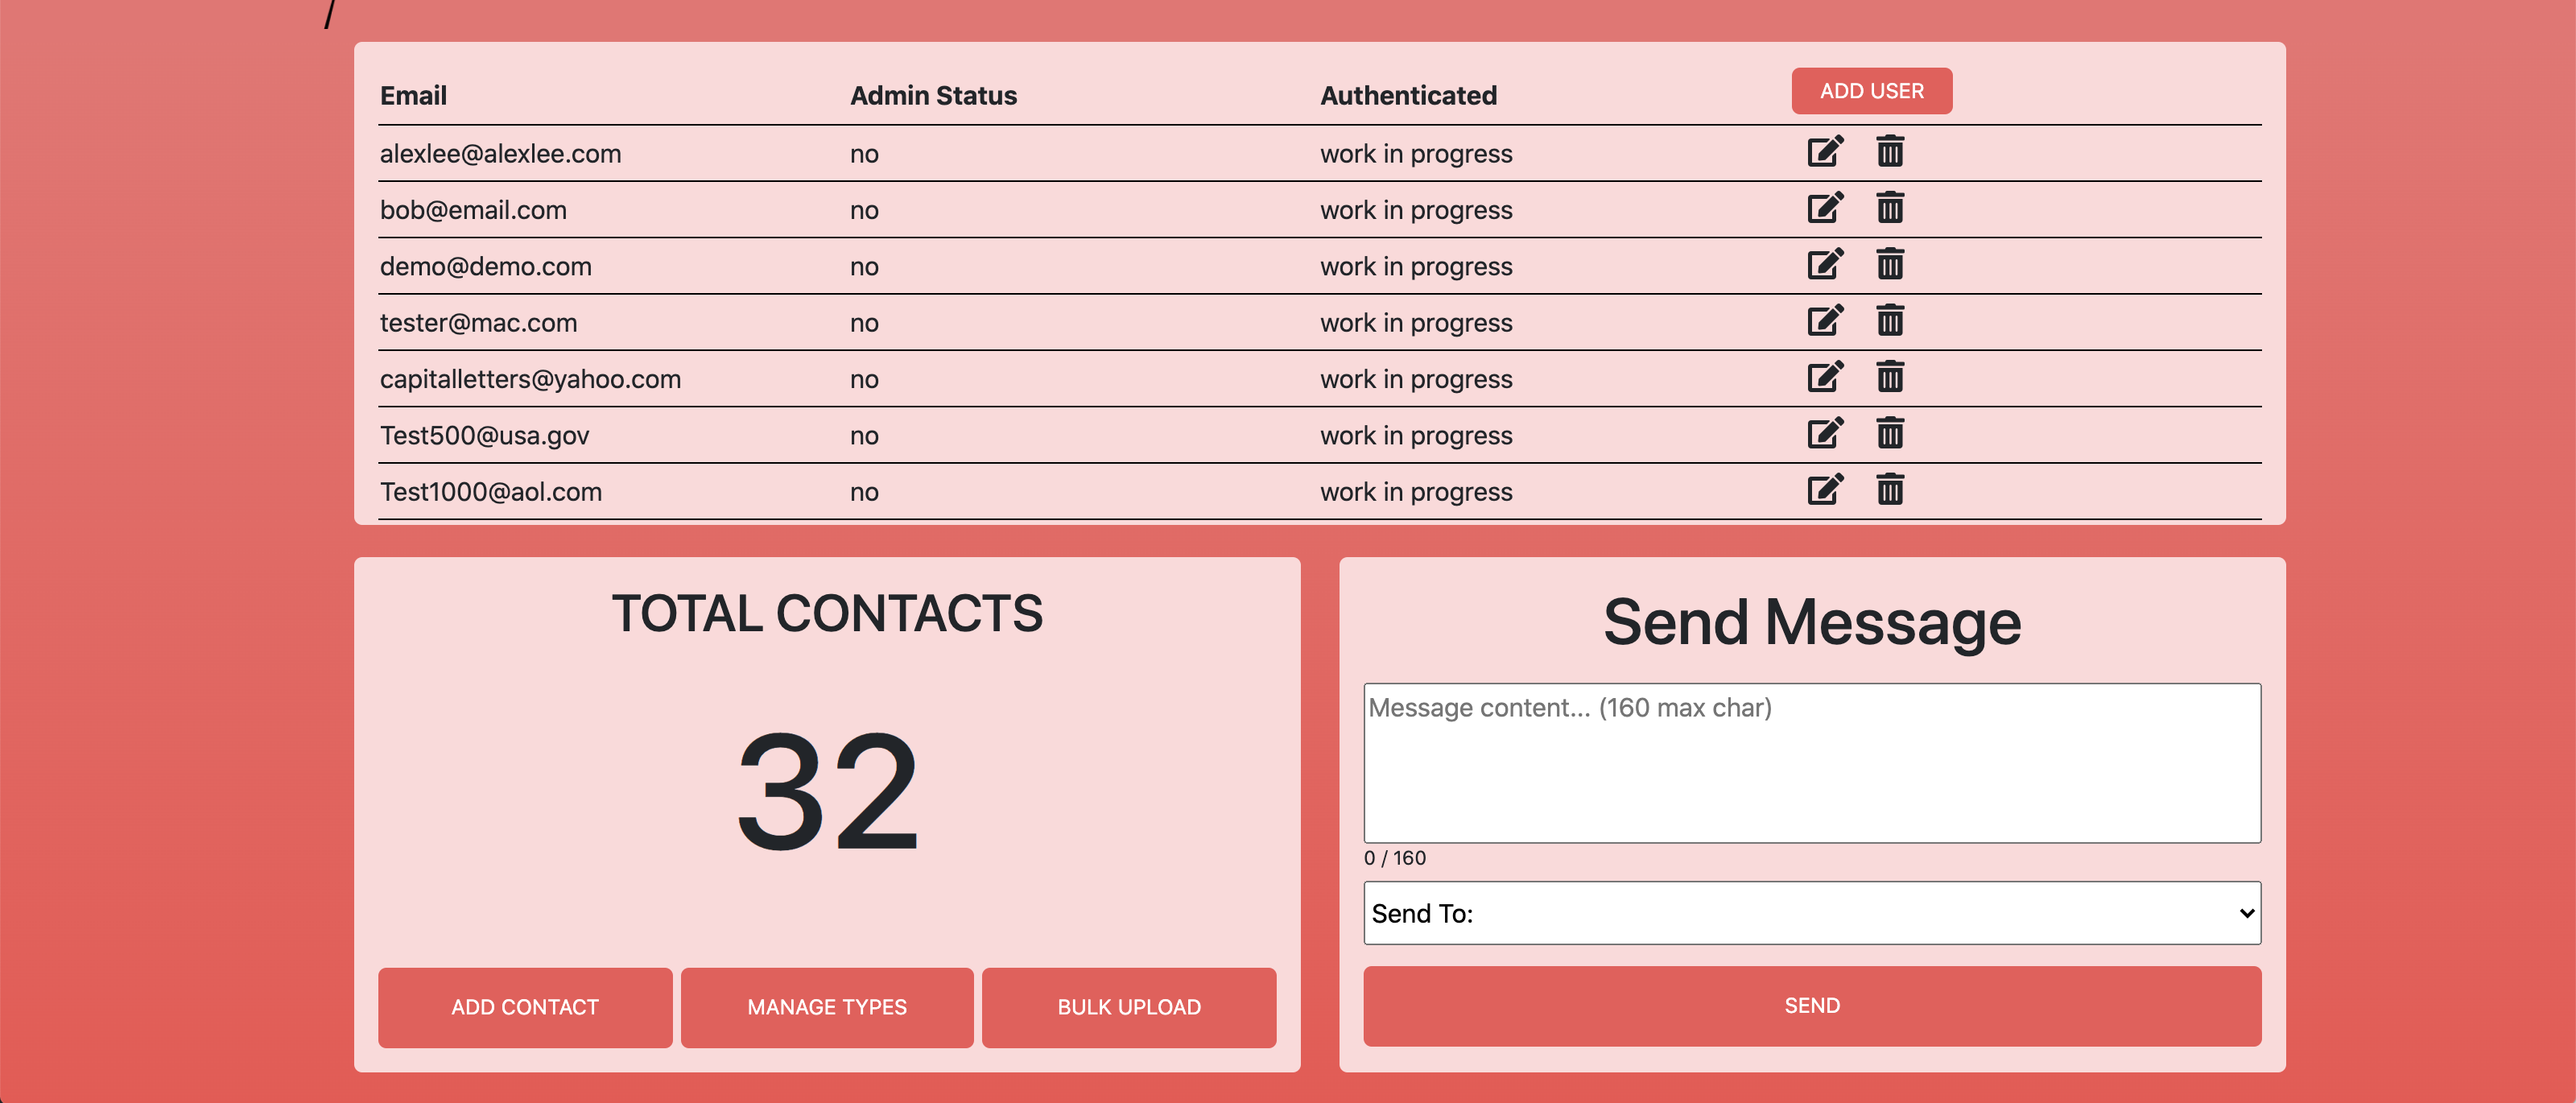 /
Email Admin Status Authenticated ADD USER
alexlee@alexlee.com no work in progress
bob@email.com no work in progress
demo@demo.com no work in progress
tester@mac.com no work in progress
capitalletters@yahoo.com no work in progress
Test500@usa.gov no work in progress
Test1000@aol.com no work in progress
TOTAL CONTACTS
32
ADD CONTACT MANAGE TYPES BULK UPLOAD
Send Message
Message content... (160 max char)
0 / 160
Send To:
SEND